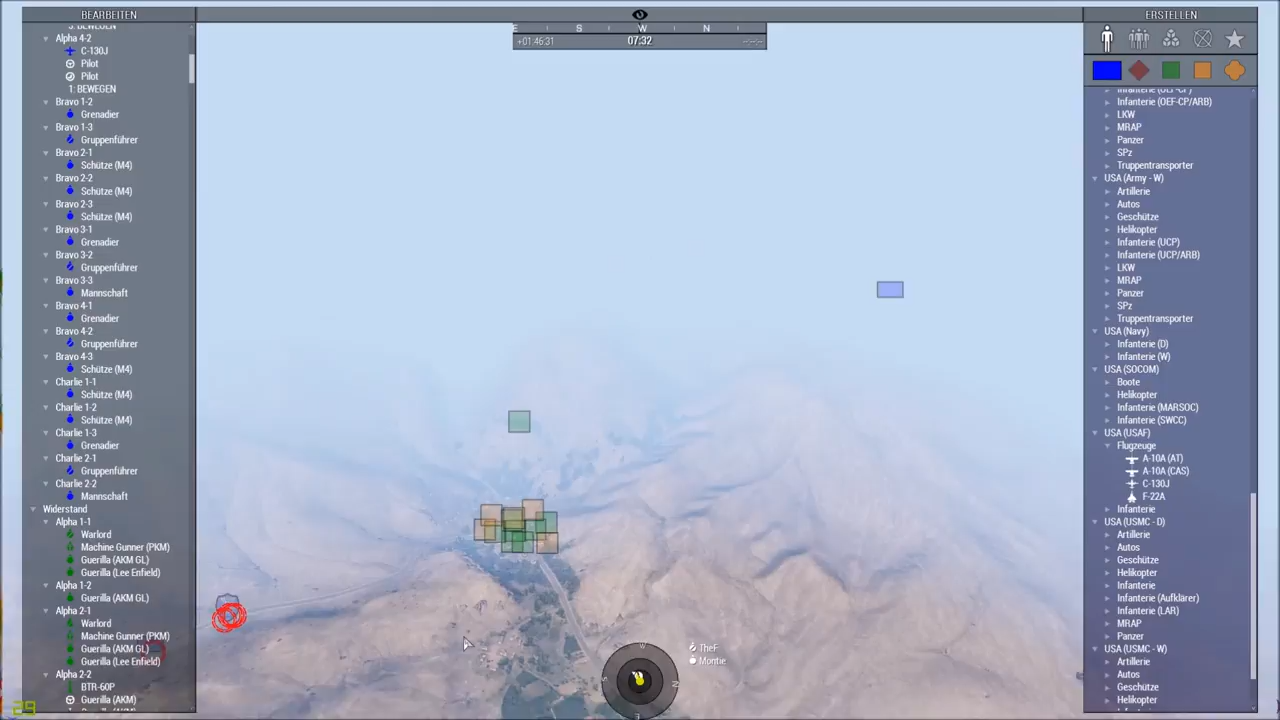 BEARBEITEN
Alpha 4-2
C-130J
Pilot
Pilot
1: BEWEGEN
Bravo 1-2
Grenadier
Bravo 1-3
Gruppenführer
Bravo 2-1
Schütze (M4)
Bravo 2-2
Schütze (M4)
Bravo 2-3
Schütze (M4)
Bravo 3-1
Grenadier
Bravo 3-2
Gruppenführer
Bravo 3-3
Mannschaft
Bravo 4-1
Grenadier
Bravo 4-2
Gruppenführer
Bravo 4-3
Schütze (M4)
Charlie 1-1
Schütze (M4)
Charlie 1-2
Schütze (M4)
Charlie 1-3
Grenadier
Charlie 2-1
Gruppenführer
Charlie 2-2
Mannschaft
Widerstand
Alpha 1-1
Warlord
Machine Gunner (PKM)
Guerilla (AKM GL)
Guerilla (Lee Enfield)
Alpha 1-2
Guerilla (AKM GL)
Alpha 2-1
Warlord
Machine Gunner (PKM)
Guerilla (AKM GL)
Guerilla (Lee Enfield)
Alpha 2-2
BTR-60P
Guerilla (AKM)
29
E S W N
+01:46:31 07:32 --:--
TheF
Montie
W
S N
ERSTELLEN
Infanterie (OEF-CP)
Infanterie (OEF-CP/ARB)
LKW
MRAP
Panzer
SPz
Truppentransporter
USA (Army - W)
Artillerie
Autos
Geschütze
Helikopter
Infanterie (UCP)
Infanterie (UCP/ARB)
LKW
MRAP
Panzer
SPz
Truppentransporter
USA (Navy)
Infanterie (D)
Infanterie (W)
USA (SOCOM)
Boote
Helikopter
Infanterie (MARSOC)
Infanterie (SWCC)
USA (USAF)
Flugzeuge
A-10A (AT)
A-10A (CAS)
C-130J
F-22A
Infanterie
USA (USMC - D)
Artillerie
Autos
Geschütze
Helikopter
Infanterie
Infanterie (Aufklärer)
Infanterie (LAR)
MRAP
Panzer
USA (USMC - W)
Artillerie
Autos
Geschütze
Helikopter